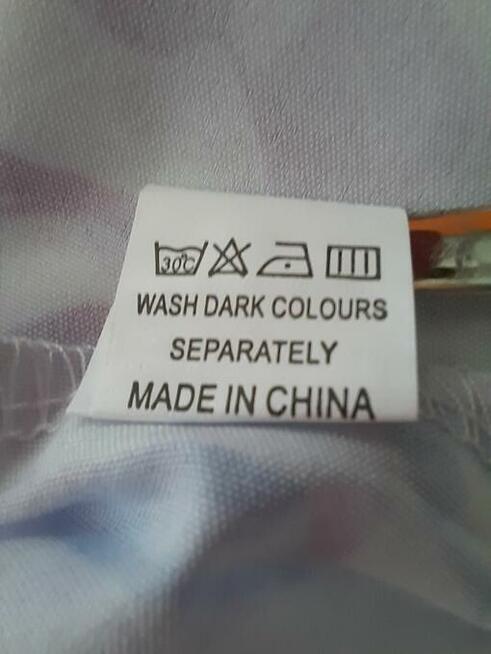 30°C
WASH DARK COLOURS
SEPARATELY
MADE IN CHINA